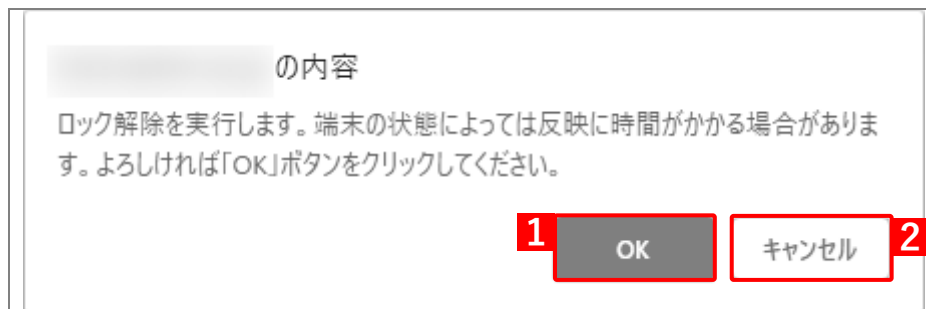 の内容
ロック解除を実行します。端末の状態によっては反映に時間がかかる場合がありま
す。よろしければ「OK」ボタンをクリックしてください。
1 OK キャンセル 2